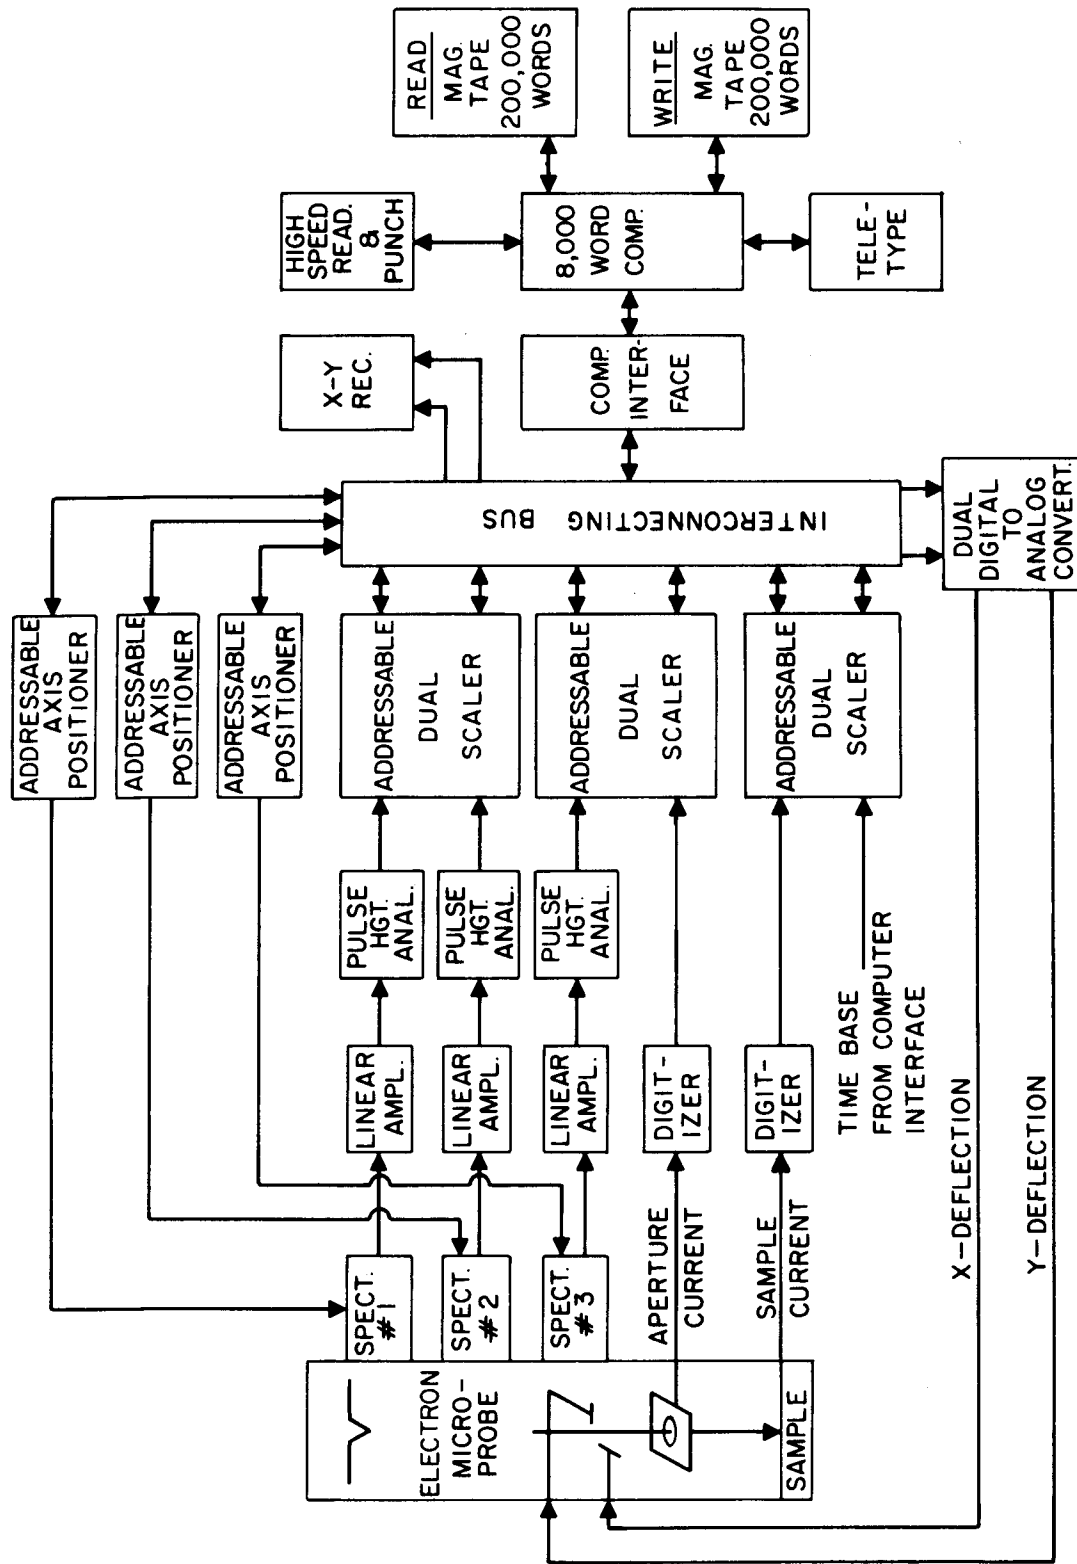 ADDRESSABLE
AXIS
POSITIONER
ADDRESSABLE
AXIS
POSITIONER
ADDRESSABLE
AXIS
POSITIONER
X-Y
REC.
HIGH
SPEED
READ.
&
PUNCH
READ
MAG.
TAPE
200,000
WORDS
SPECT.
#1
LINEAR
AMPL.
PULSE
HGT.
ANAL.
ADDRESSABLE
DUAL
SCALER
ELECTRON
MICRO-
PROBE
SPECT.
#2
LINEAR
AMPL.
PULSE
HGT.
ANAL.
SPECT.
#3
LINEAR
AMPL.
PULSE
HGT.
ANAL.
ADDRESSABLE
DUAL
SCALER
INTERCONNECTING
BUS
COMP.
INTER-
FACE
8,000
WORD
COMP.
WRITE
MAG.
TAPE
200,000
WORDS
APERTURE
CURRENT
DIGIT-
IZER
SAMPLE
SAMPLE
CURRENT
DIGIT-
IZER
ADDRESSABLE
DUAL
SCALER
TELE-
TYPE
TIME BASE
FROM COMPUTER
INTERFACE
DUAL
DIGITAL
TO
ANALOG
CONVERT.
X-DEFLECTION
Y-DEFLECTION